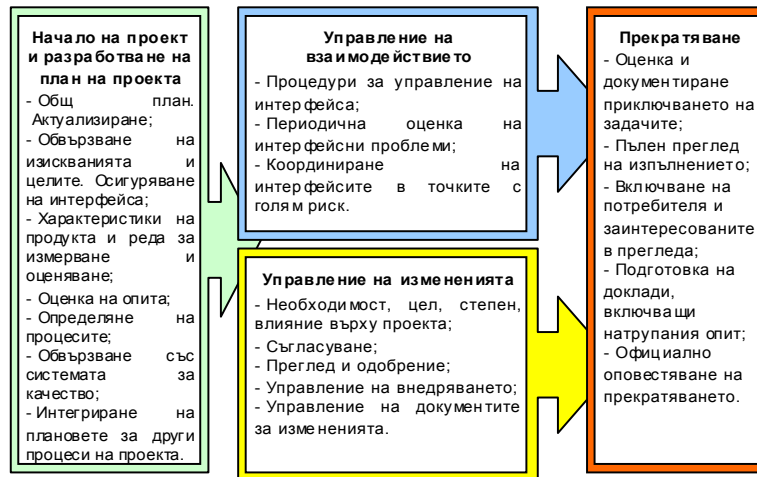 Начало на проект
и разработване на
план на проекта
- Общ план.
Актуализиране;
- Обвързване на
изискванията и
целите. Осигуряване
на интерфейса;
- Характеристики на
продукта и реда за
измерване и
оценяване;
- Оценка на опита;
- Определяне на
процесите;
- Обвързване със
системата за
качество;
- Интегриране на
плановете за други
процеси на проекта.
Управление на
взаимодействието
- Процедури за управление на
интерфейса;
- Периодична оценка на
интерфейсни проблеми;
- Координиране на
интерфейсите в точките с
голям риск.
Управление на измененията
- Необходимост, цел, степен,
влияние върху проекта;
- Съгласуване;
- Преглед и одобрение;
- Управление на внедряването;
- Управление на документите
за измененията.
Прекратяване
- Оценка и
документиране
приключването на
задачите;
- Пълен преглед
на изпълнението;
- Включване на
потребителя и
заинтересованите
в прегледа;
- Подготовка на
доклади,
включващи
натрупания опит;
- Официално
оповестяване на
прекратяването.